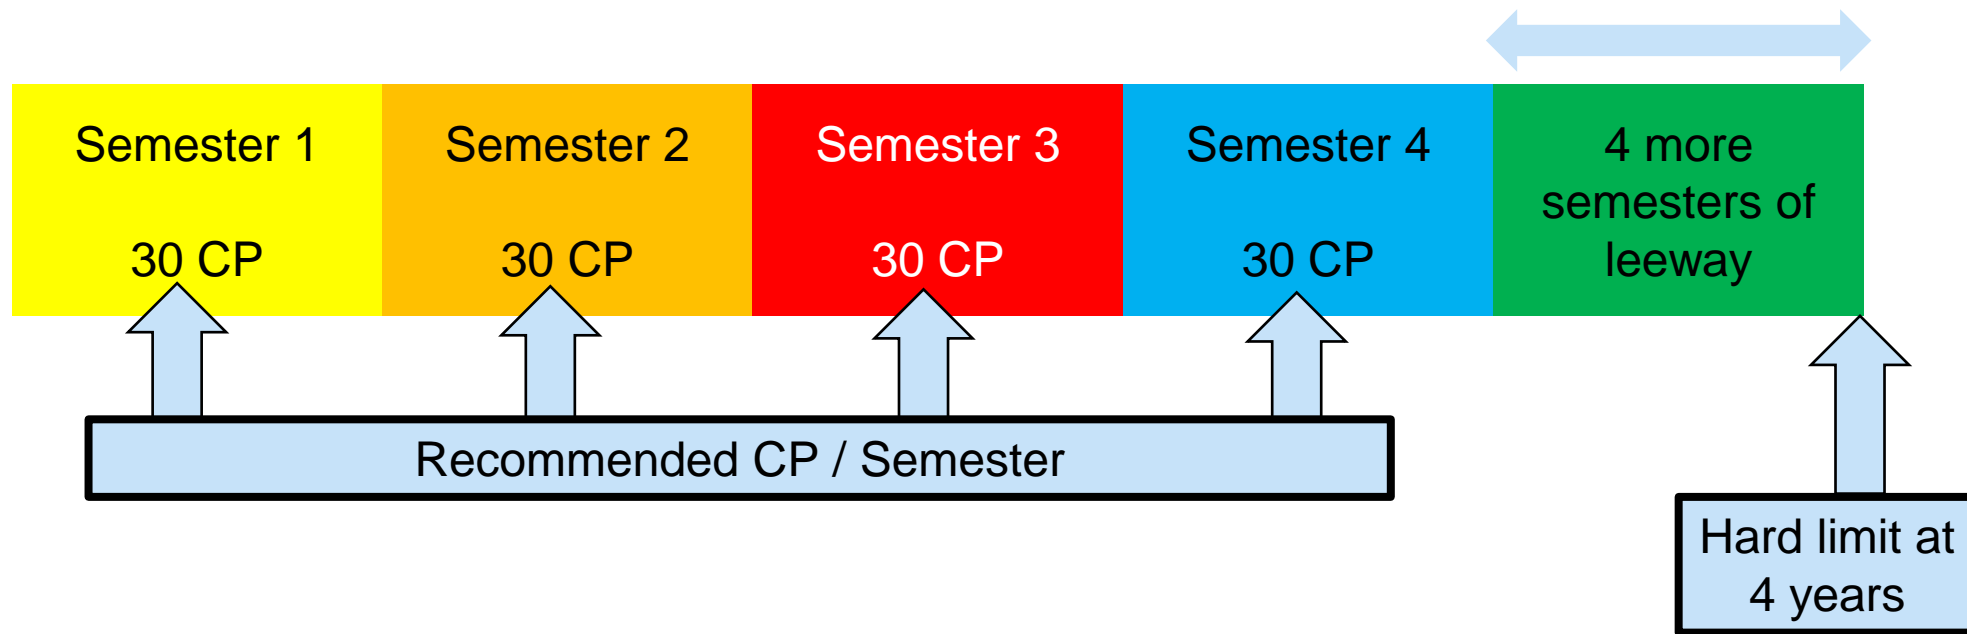 Semester 1
30 CP
Semester 2
30 CP
Semester 3
30 CP
Semester 4
30 CP
4 more
semesters of
leeway
Recommended CP / Semester
Hard limit at
4 years